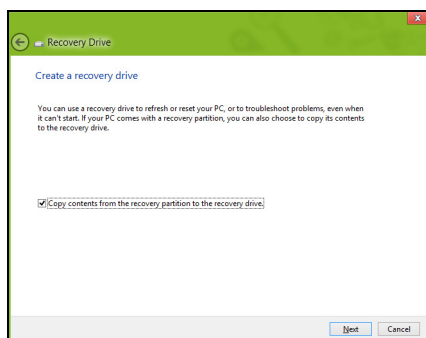 Recovery Drive
Create a recovery drive
You can use a recovery drive to refresh or reset your PC, or to troubleshoot problems, even when
it can't start. If your PC comes with a recovery partition, you can also choose to copy its contents
to the recovery drive.
Copy contents from the recovery partition to the recovery drive.
Next Cancel